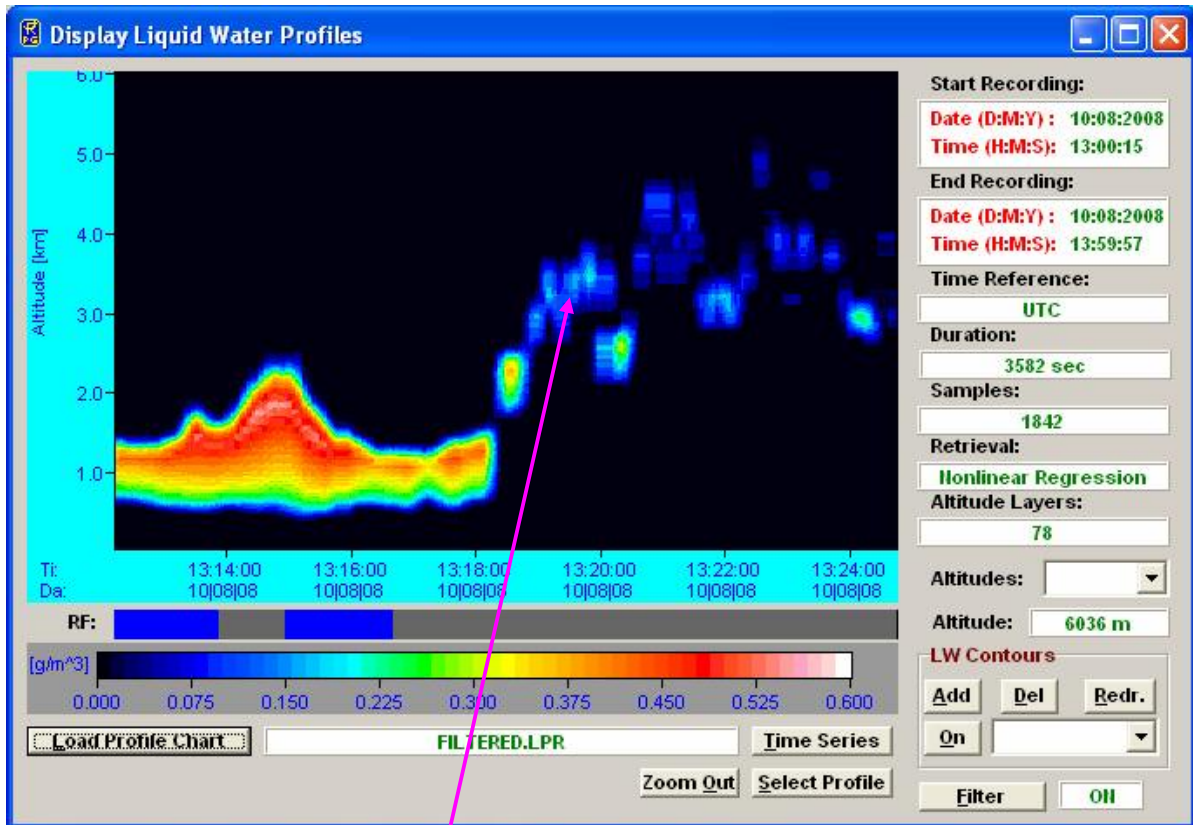 Display Liquid Water Profiles
6.0
5.0
4.0
3.0
2.0
1.0
Altitude [km]
Ti: 13:14:00 13:16:00 13:18:00 13:20:00 13:22:00 13:24:00
Da: 10|08|08 10|08|08 10|08|08 10|08|08 10|08|08 10|08|08
RF:
[g/m^3]
0.000 0.075 0.150 0.225 0.300 0.375 0.450 0.525 0.600
Load Profile Chart FILTERED.LPR Time Series
Zoom Out Select Profile
Start Recording:
Date (D:M:Y) : 10:08:2008
Time (H:M:S): 13:00:15
End Recording:
Date (D:M:Y) : 10:08:2008
Time (H:M:S): 13:59:57
Time Reference:
UTC
Duration:
3582 sec
Samples:
1842
Retrieval:
Nonlinear Regression
Altitude Layers:
78
Altitudes:
Altitude: 6036 m
LW Contours
Add Del Redr.
On
Filter ON